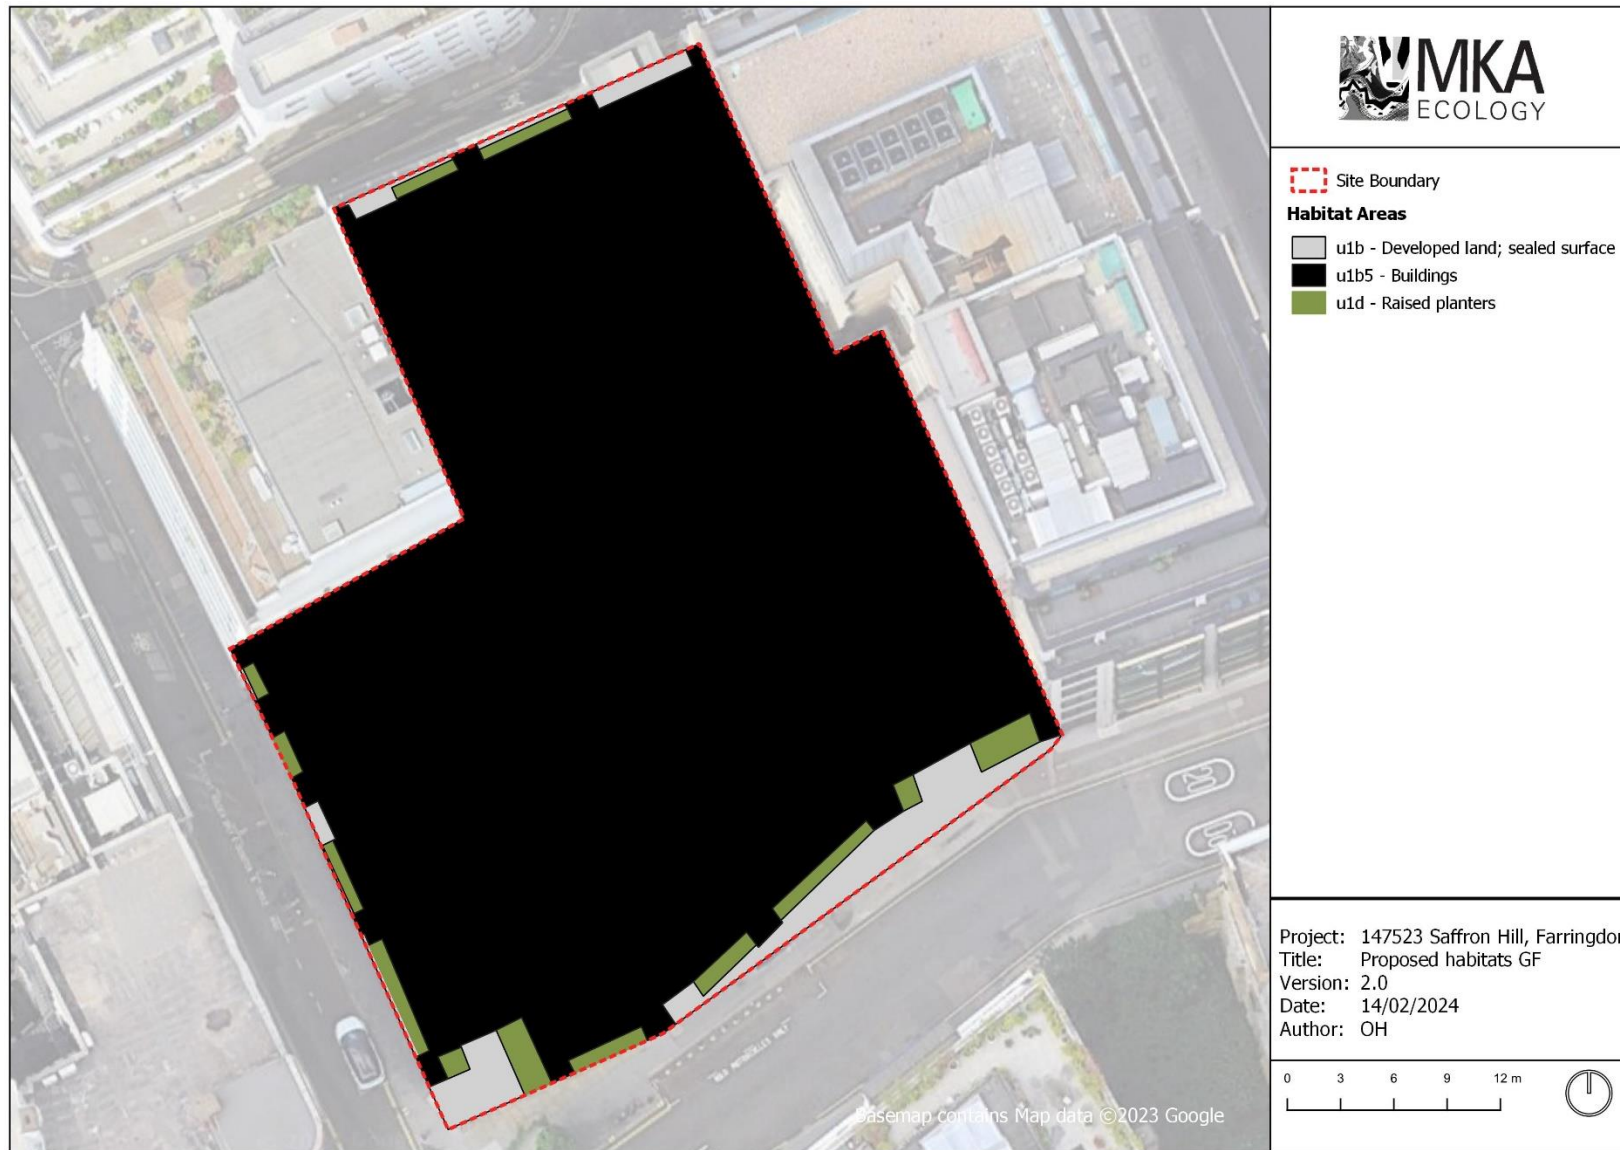 MKA
ECOLOGY
Site Boundary
Habitat Areas
u1b - Developed land; sealed surface
u1b5 - Buildings
u1d - Raised planters
20
Project: 147523 Saffron Hill, Farringdon
Title: Proposed habitats GF
Version: 2.0
Date: 14/02/2024
Author: OH
0 3 6 9 12 m
Basemap contains Map data ©2023 Google